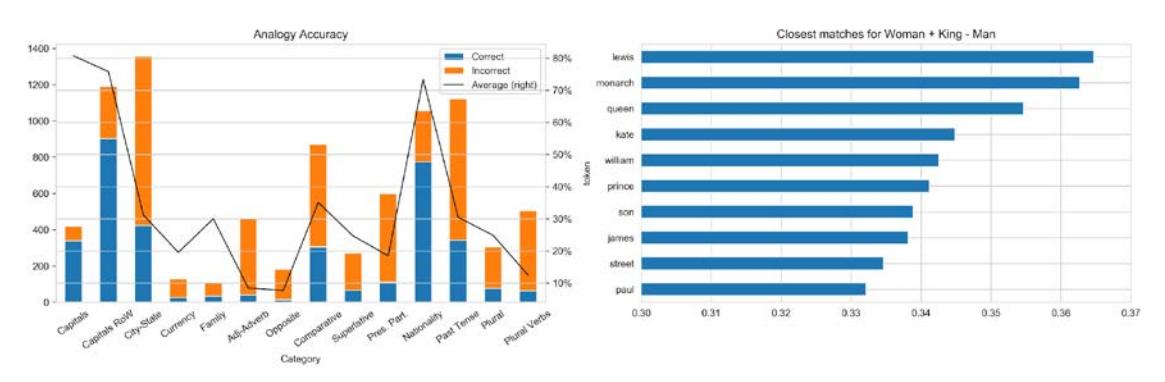 Analogy Accuracy
1400
1200
1000
800
600
400
200
0
Correct
Incorrect
Average (right)
80%
70%
60%
50%
40%
30%
20%
10%
Capitals
Capitals RoW
City-State
Currency
Family
Adj-Adverb
Opposite
Comparative
Superlative
Pres. Part.
Nationality
Past Tense
Plural
Plural Verbs
Category
Closest matches for Woman + King - Man
token
lewis
monarch
queen
kate
william
prince
son
james
street
paul
0.30 0.31 0.32 0.33 0.34 0.35 0.36 0.37